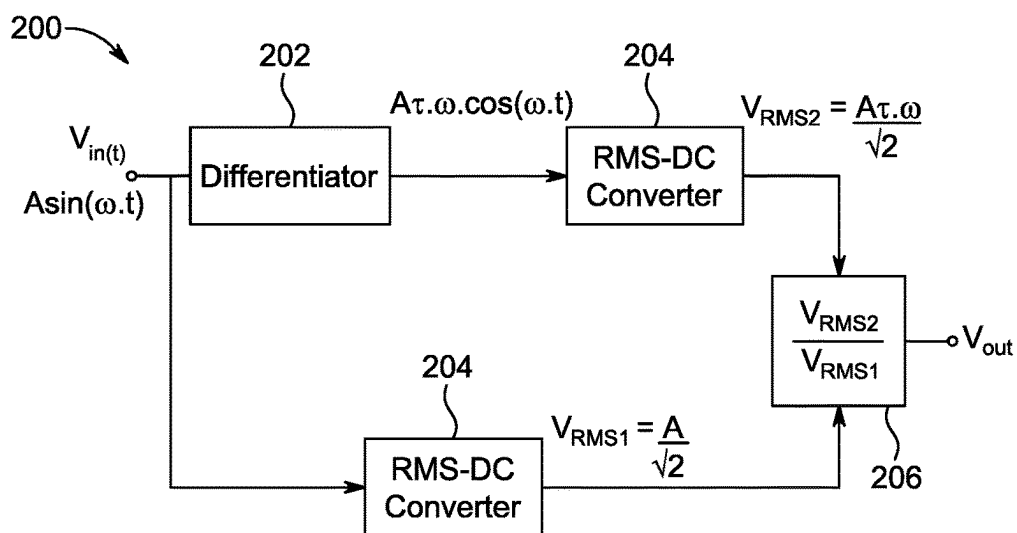 200
202
204
Aτ.ω.cos(ω.t)
V_RMS2 = Aτ.ω/√2
V_in(t)
Asin(ω.t)
Differentiator
RMS-DC
Converter
V_RMS2
V_RMS1
V_out
204
V_RMS1 = A/√2
206
RMS-DC
Converter